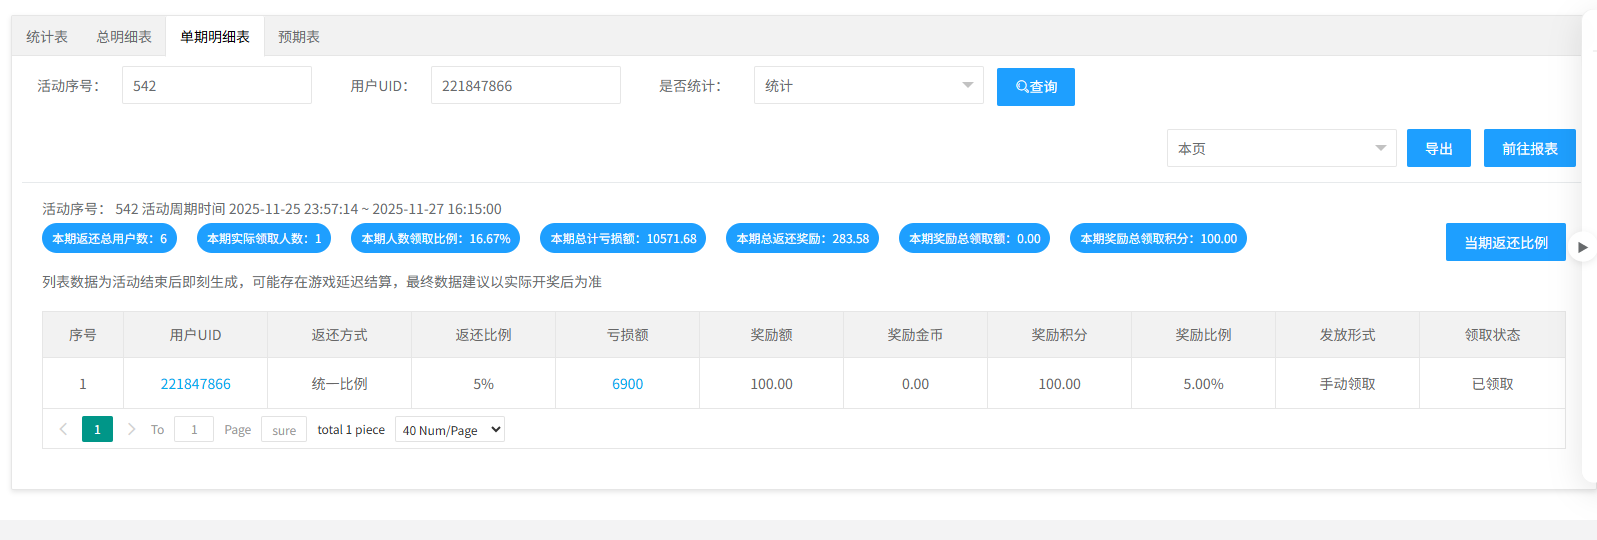 统计表 总明细表 单期明细表 预期表
活动序号： 542 用户UID： 221847866 是否统计： 统计 查询
本页 导出 前往报表
活动序号： 542 活动周期时间 2025-11-25 23:57:14 ~ 2025-11-27 16:15:00
本期返还总用户数：6 本期实际领取人数：1 本期人数领取比例：16.67% 本期总计亏损额：10571.68 本期总返还奖励：283.58 本期奖励总领取额：0.00 本期奖励总领取积分：100.00 当期返还比例
列表数据为活动结束后即刻生成，可能存在游戏延迟结算，最终数据建议以实际开奖后为准
序号 用户UID 返还方式 返还比例 亏损额 奖励额 奖励金币 奖励积分 奖励比例 发放形式 领取状态
1 221847866 统一比例 5% 6900 100.00 0.00 100.00 5.00% 手动领取 已领取
1 To 1 Page sure total 1 piece 40 Num/Page